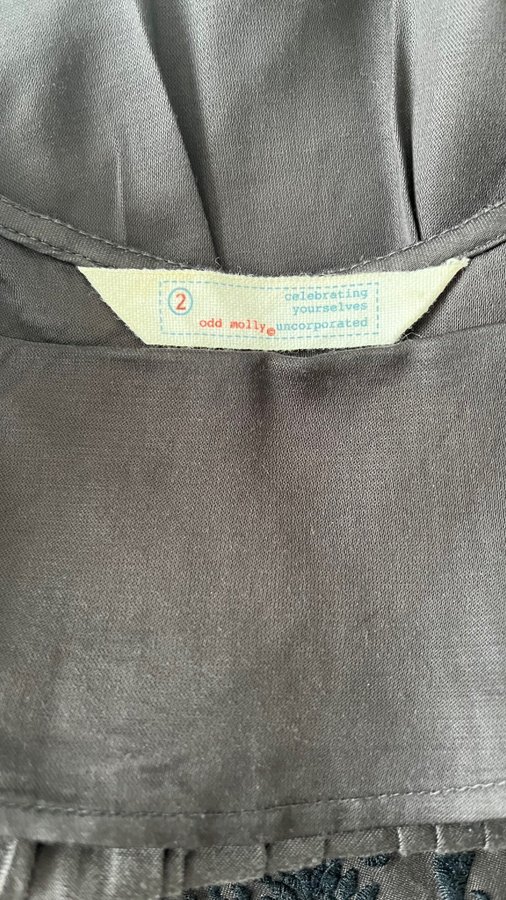 2
celebrating
yourselves
odd molly© uncorporated